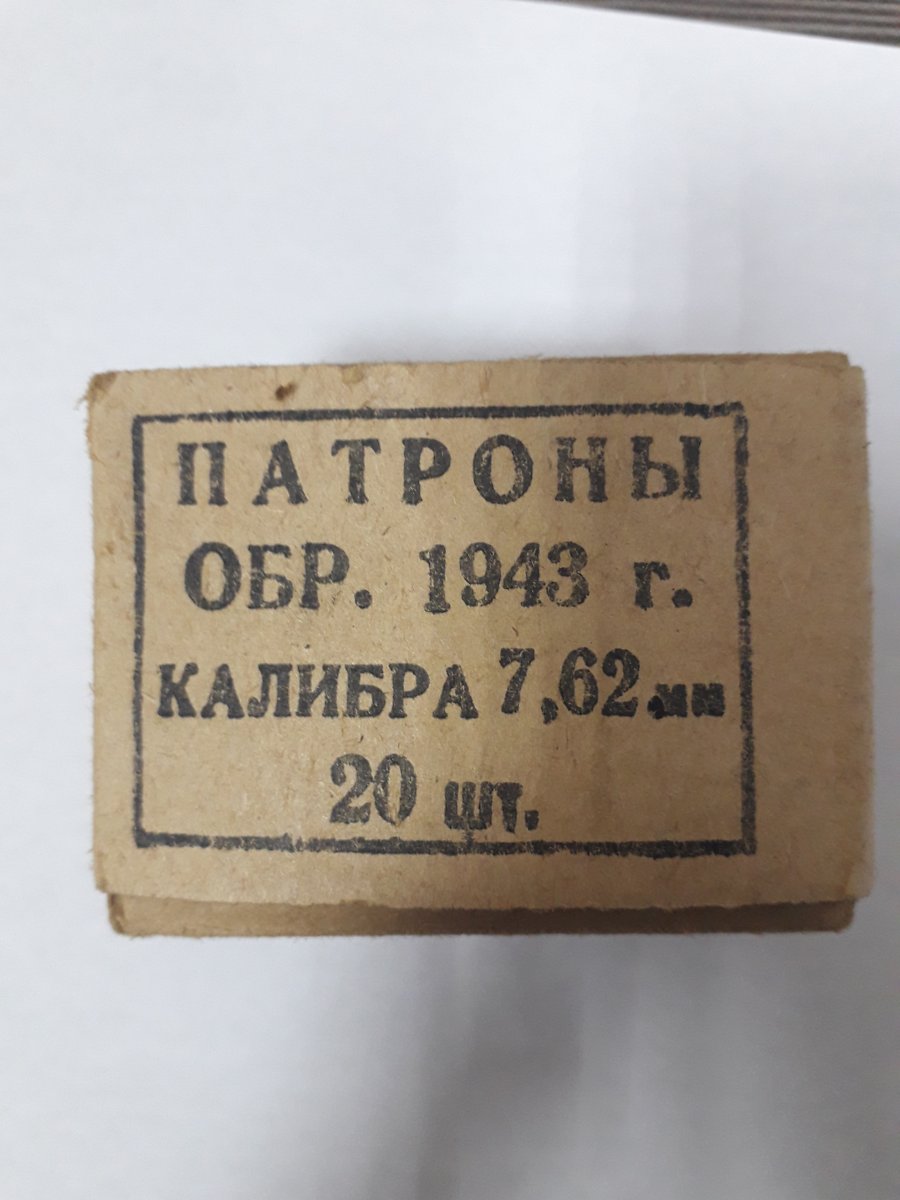 ПАТРОНЫ
ОБР. 1943 г.
КАЛИБРА 7,62 мм
20 шт.